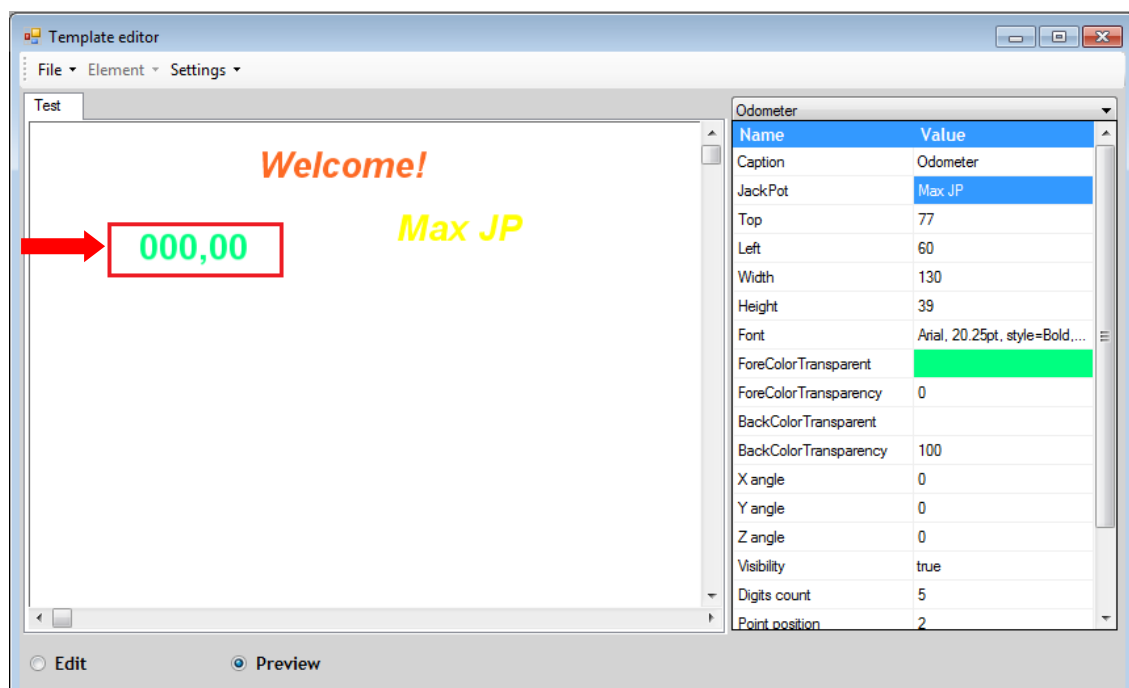 Template editor
File Element Settings
Test
Welcome!
Max JP
000,00
Odometer
Name Value
Caption Odometer
JackPot Max JP
Top 77
Left 60
Width 130
Height 39
Font Arial, 20.25pt, style=Bold,...
ForeColorTransparent
ForeColorTransparency 0
BackColorTransparent
BackColorTransparency 100
X angle 0
Y angle 0
Z angle 0
Visibility true
Digits count 5
Point position 2
Edit Preview